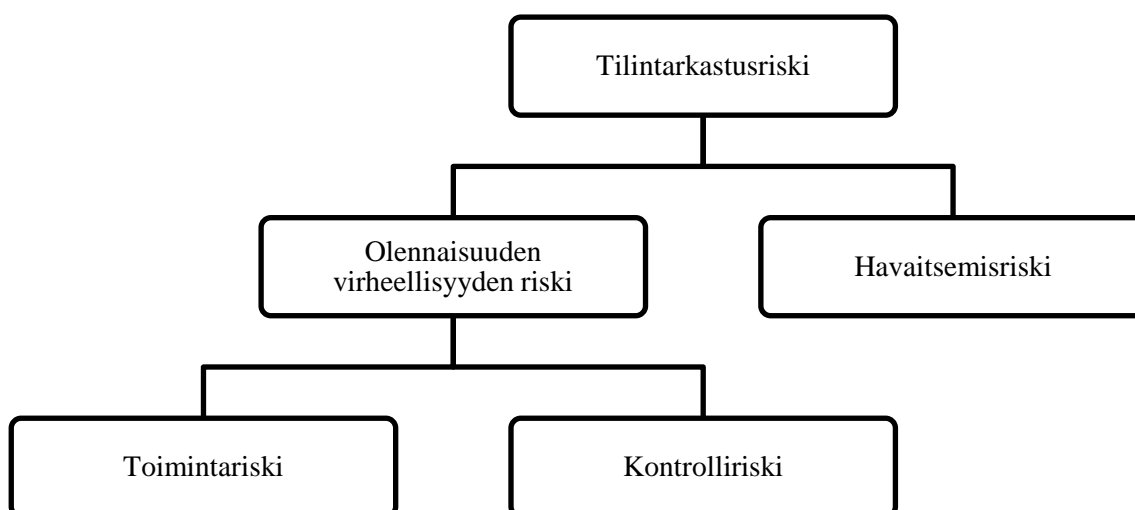 Tilintarkastusriski
Olennaisuuden
virheellisyyden riski
Havaitsemisriski
Toimintariski
Kontrolliriski